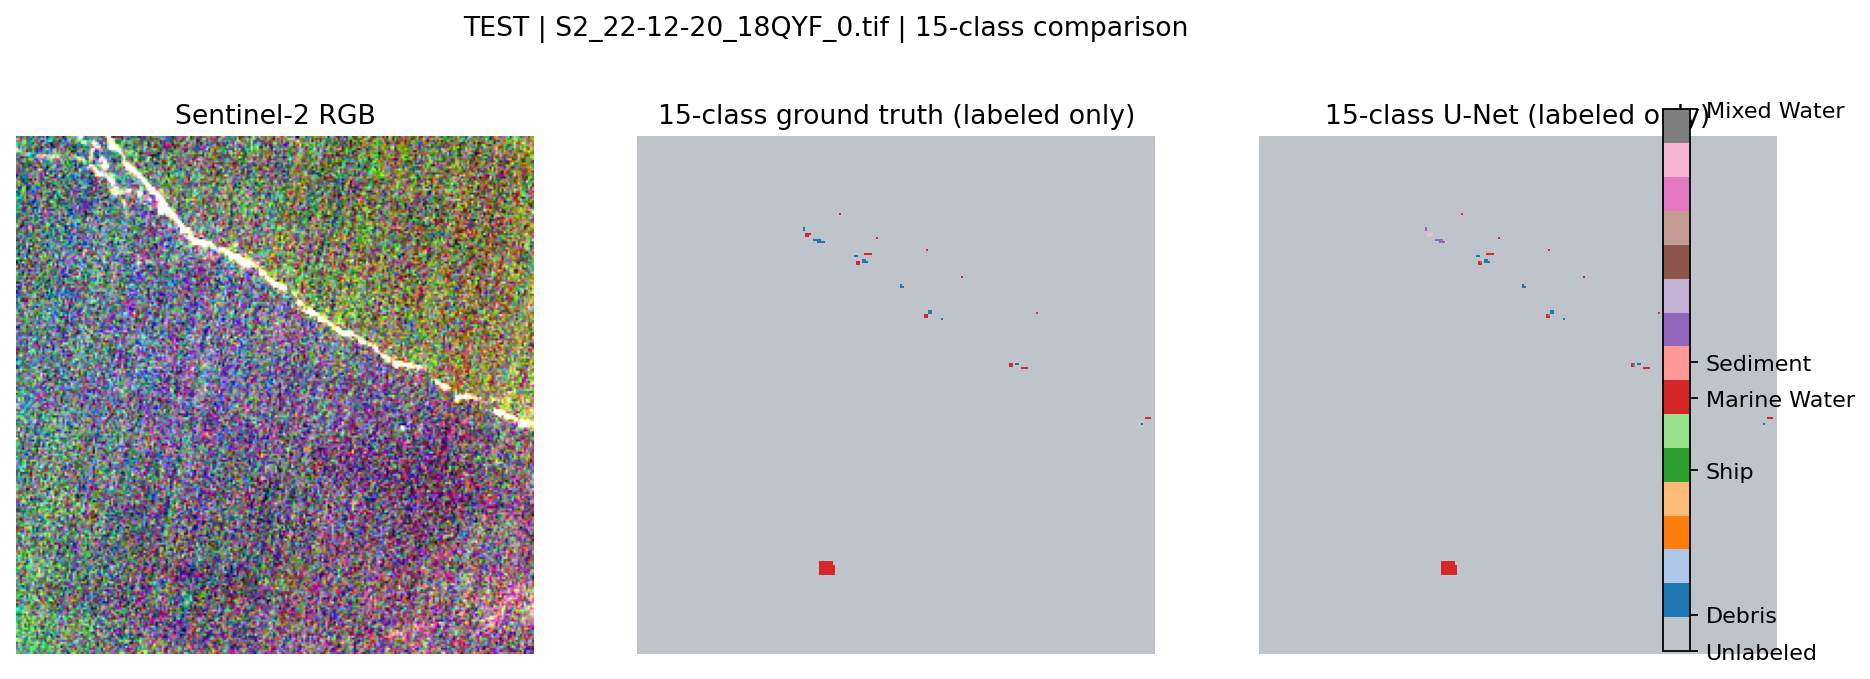 TEST | S2_22-12-20_18QYF_0.tif | 15-class comparison
Sentinel-2 RGB
15-class ground truth (labeled only)
15-class U-Net (labeled only)
Mixed Water
Sediment
Marine Water
Ship
Debris
Unlabeled